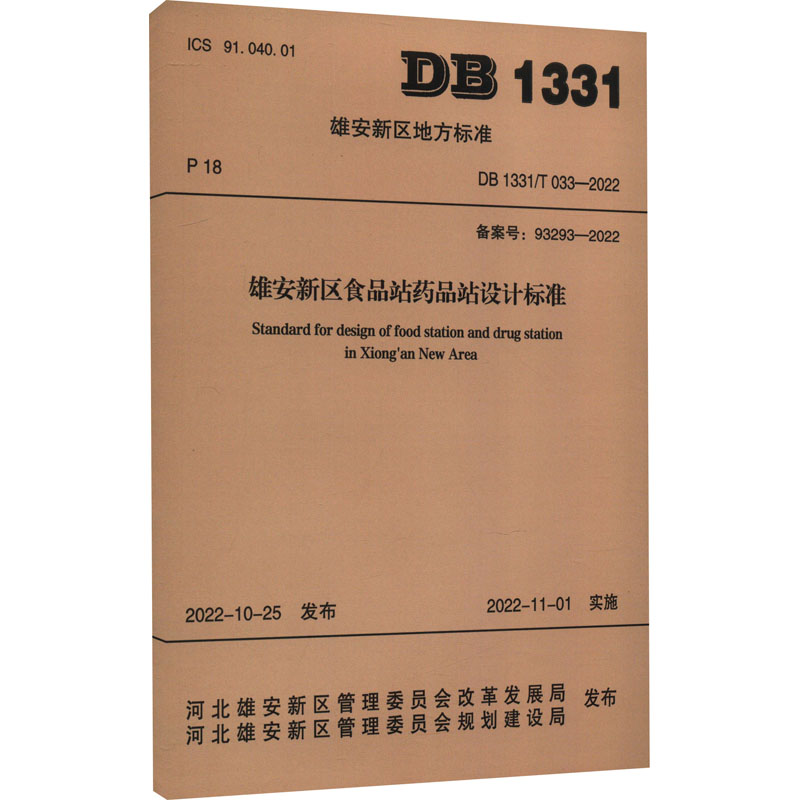 ICS 91.040.01
DB 1331
雄安新区地方标准
P 18
DB 1331/T 033—2022
备案号：93293—2022
雄安新区食品站药品站设计标准
Standard for design of food station and drug station
in Xiong'an New Area
2022-10-25 发布
2022-11-01 实施
河北雄安新区管理委员会改革发展局
河北雄安新区管理委员会规划建设局
发布